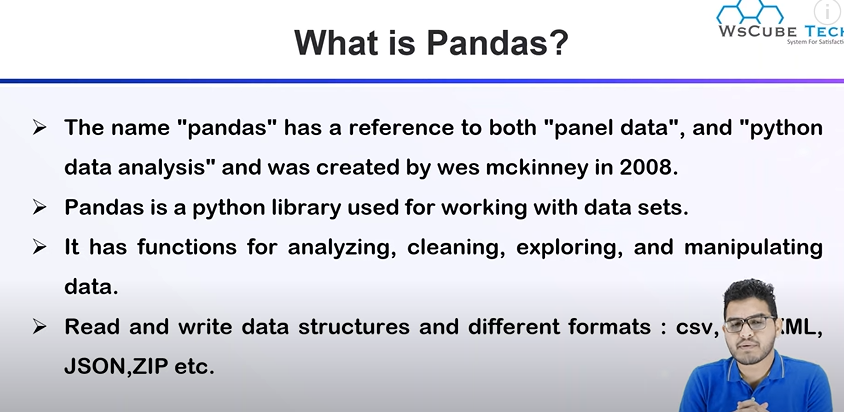 WsCube Tech
System For Satisfact
What is Pandas?
➢ The name "pandas" has a reference to both "panel data", and "python
data analysis" and was created by wes mckinney in 2008.
➢ Pandas is a python library used for working with data sets.
➢ It has functions for analyzing, cleaning, exploring, and manipulating
data.
➢ Read and write data structures and different formats : csv, ML,
JSON,ZIP etc.